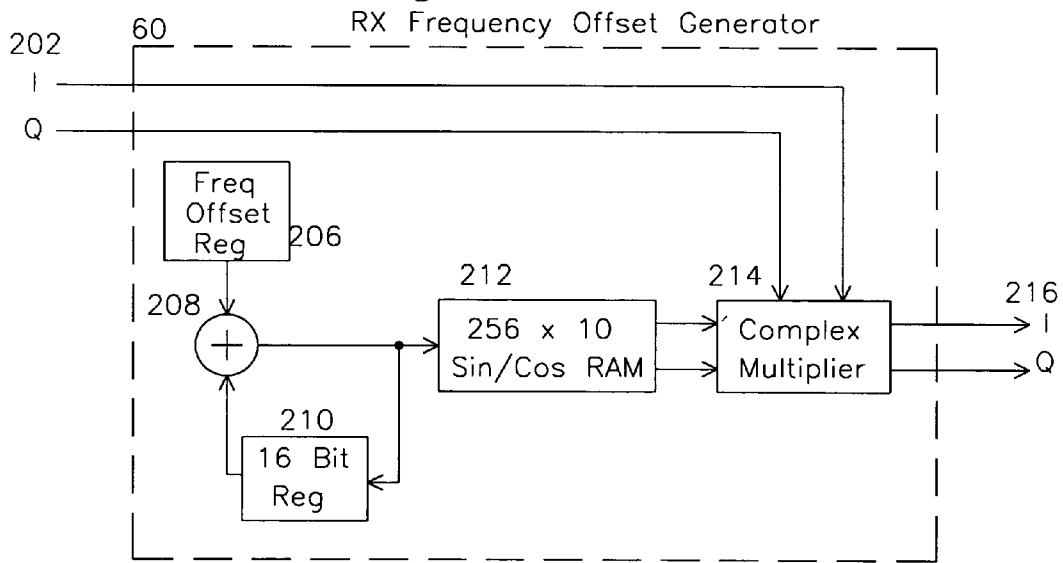 RX Frequency Offset Generator
60
202
I
Q
Freq
Offset
Reg
206
208
212
256 x 10
Sin/Cos RAM
214
Complex
Multiplier
216
I
Q
210
16 Bit
Reg